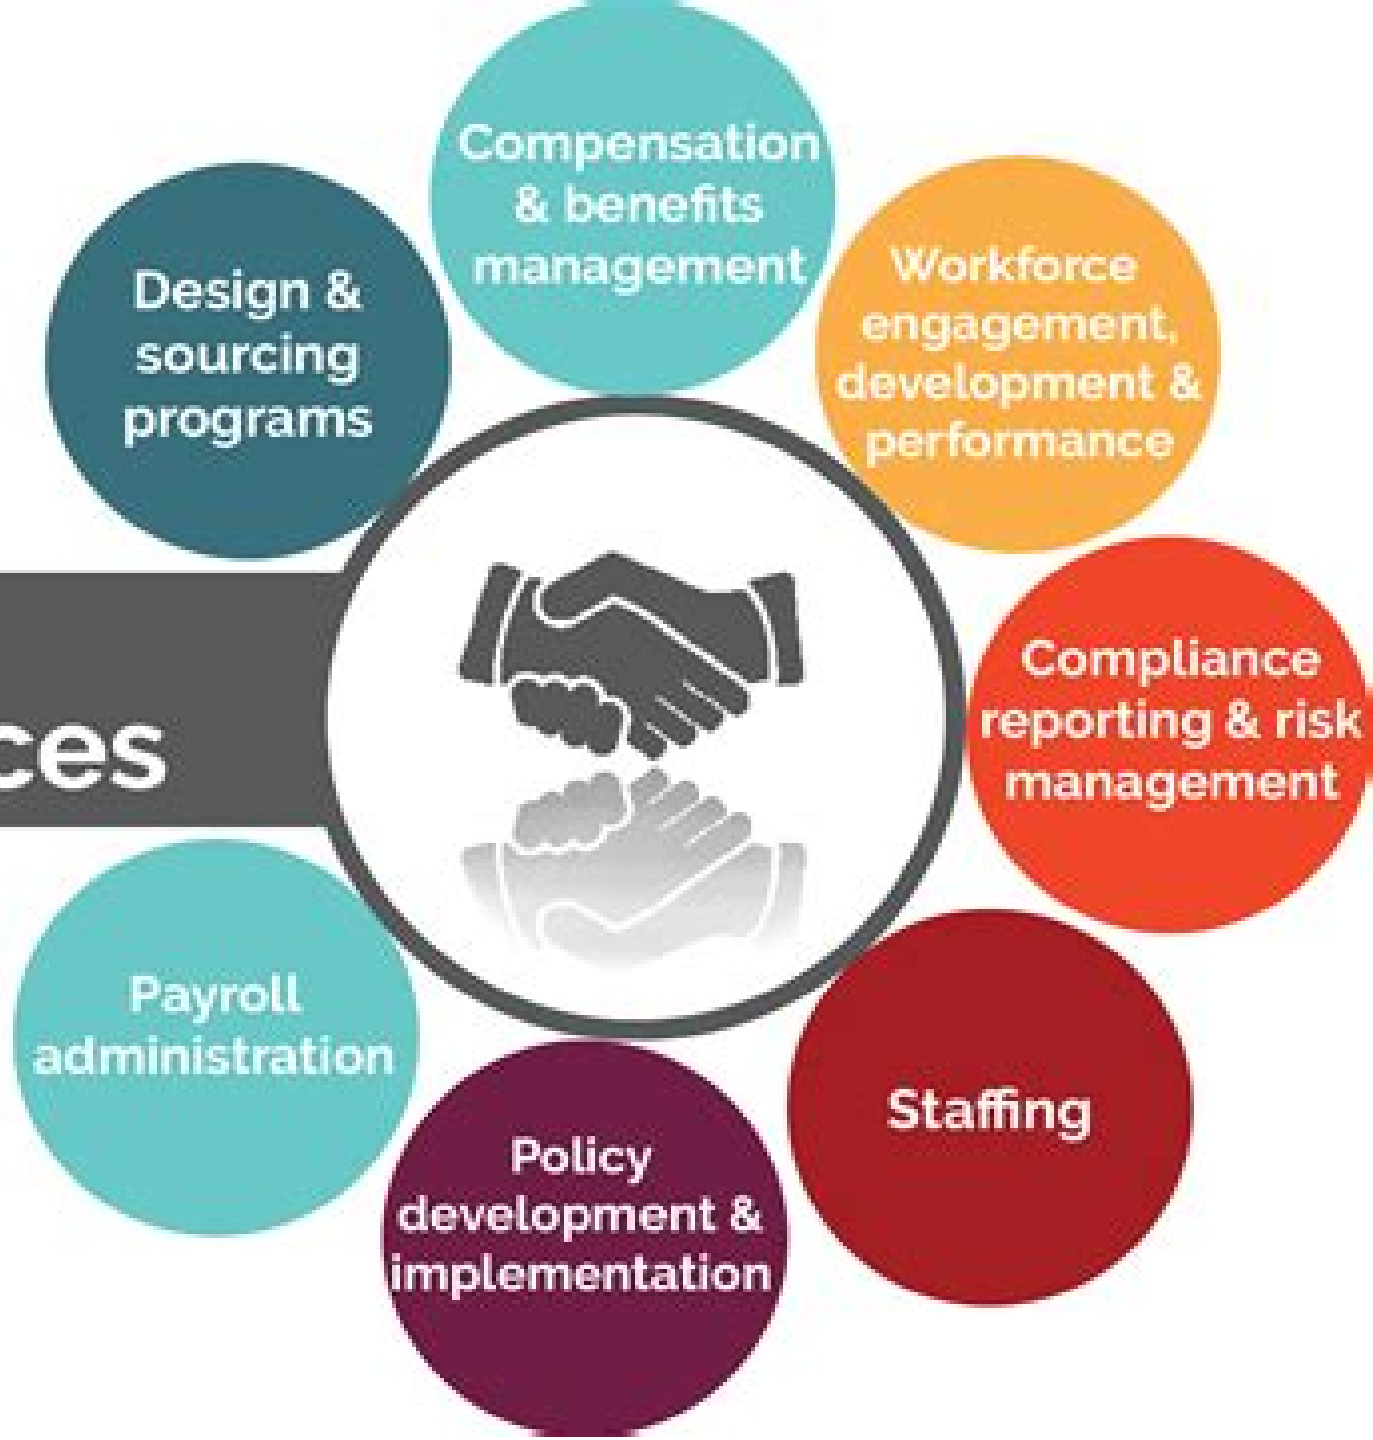 Compensation
& benefits
management
Design &
sourcing
programs
Workforce
engagement,
development &
performance
Compliance
reporting & risk
management
ces
Payroll
administration
Staffing
Policy
development &
implementation